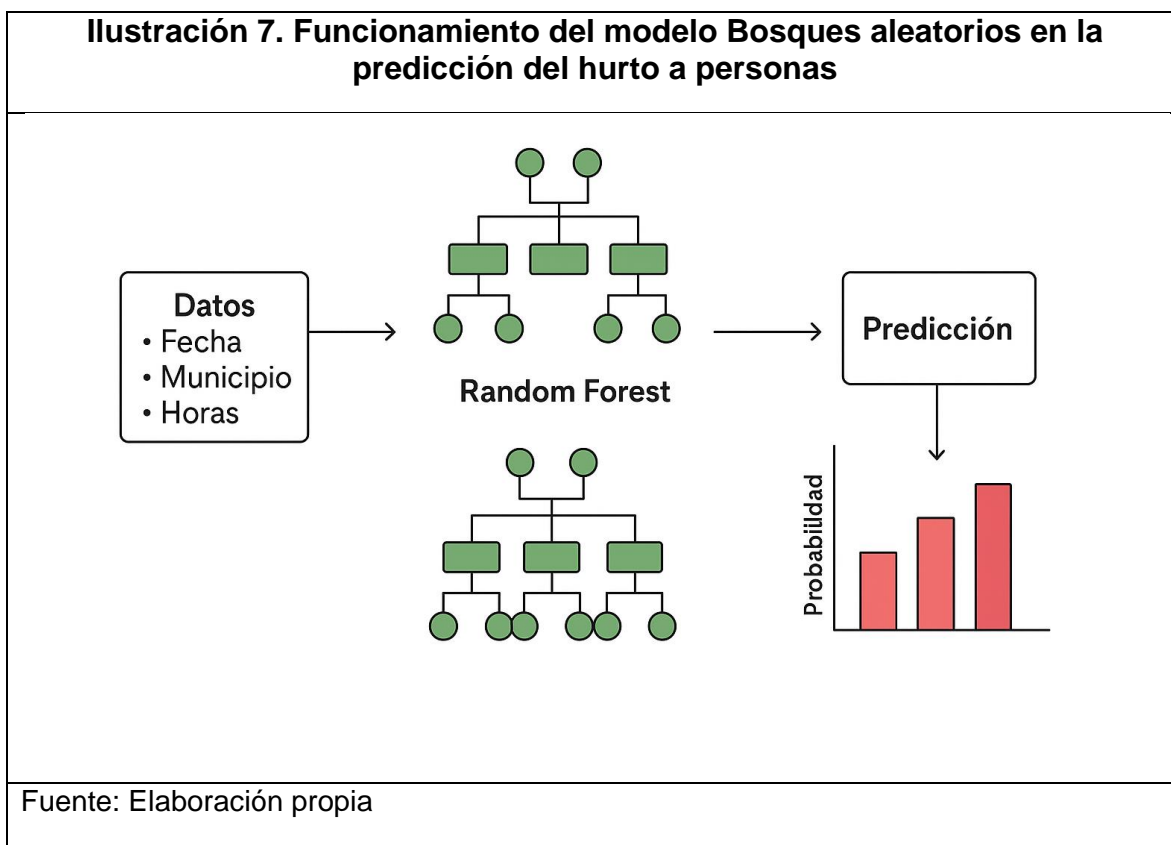 Ilustración 7. Funcionamiento del modelo Bosques aleatorios en la
predicción del hurto a personas
Datos
• Fecha
• Municipio
• Horas
Random Forest
Predicción
Probabilidad
Fuente: Elaboración propia